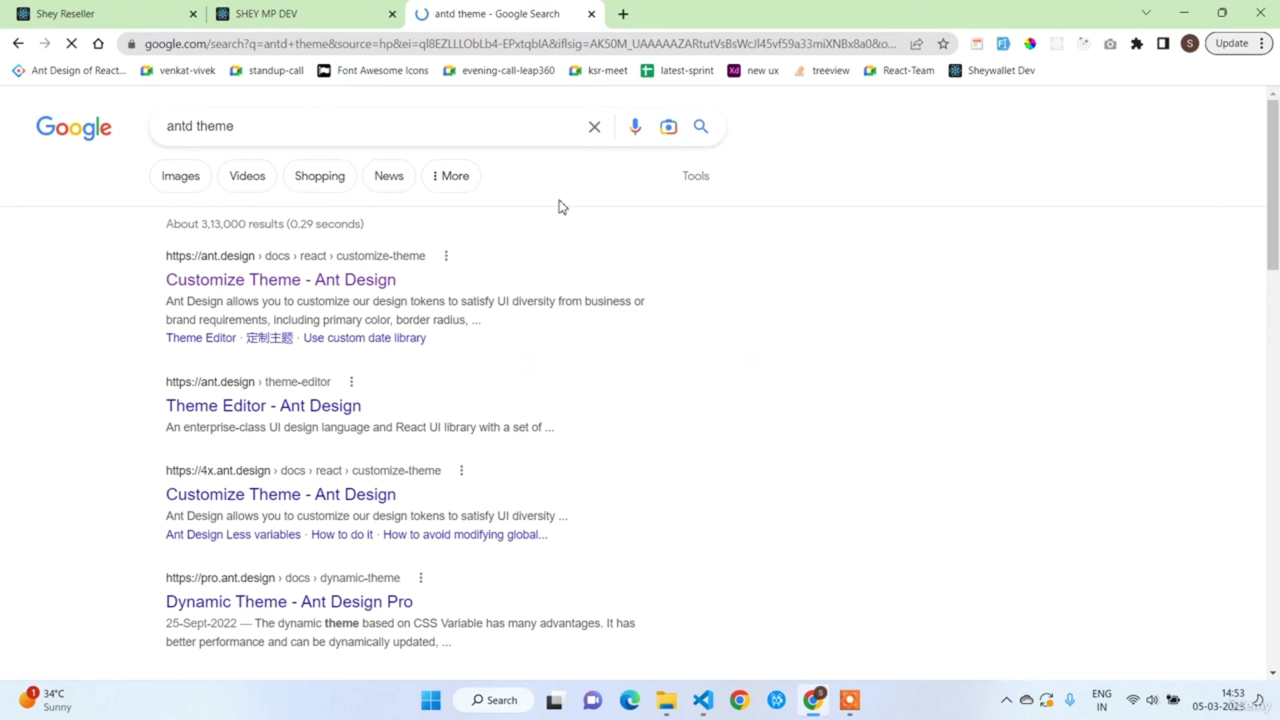 Shey Reseller
SHEY MP DEV
antd theme - Google Search
google.com/search?q=antd+theme&source=hp&ei=ql8EZLLLObLb4-EPxtqbIA&iflsig=AK50M_UAAAAAZARtutVsBsWcJl45vf59a33miXNBx8a0&o...
S
Update
Ant Design of React...
venkat-vivek
standup-call
Font Awesome Icons
evening-call-leap360
ksr-meet
latest-sprint
Xd new ux
treeview
React-Team
Sheywallet Dev
Google
antd theme
Images
Videos
Shopping
News
More
Tools
About 3,13,000 results (0.29 seconds)
https://ant.design › docs › react › customize-theme
Customize Theme - Ant Design
Ant Design allows you to customize our design tokens to satisfy UI diversity from business or
brand requirements, including primary color, border radius, ...
Theme Editor · 定制主题 · Use custom date library
https://ant.design › theme-editor
Theme Editor - Ant Design
An enterprise-class UI design language and React UI library with a set of ...
https://4x.ant.design › docs › react › customize-theme
Customize Theme - Ant Design
Ant Design allows you to customize our design tokens to satisfy UI diversity ...
Ant Design Less variables · How to do it · How to avoid modifying global...
https://pro.ant.design › docs › dynamic-theme
Dynamic Theme - Ant Design Pro
25-Sept-2022 — The dynamic theme based on CSS Variable has many advantages. It has
better performance and can be dynamically updated, ...
1
34°C
Sunny
Search
S
ENG
IN
14:53
05-03-2023